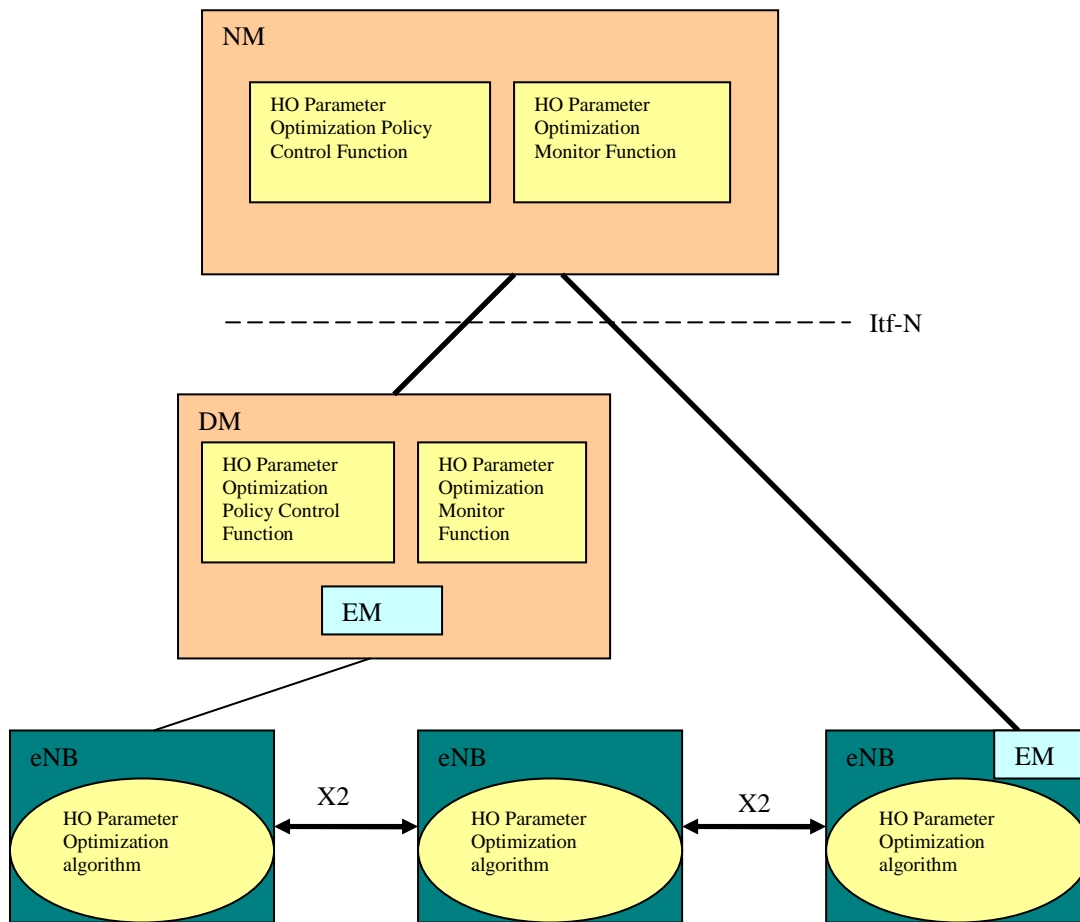 NM
HO Parameter
Optimization Policy
Control Function
HO Parameter
Optimization
Monitor Function
Itf-N
DM
HO Parameter
Optimization
Policy Control
Function
HO Parameter
Optimization
Monitor
Function
EM
eNB
HO Parameter
Optimization
algorithm
X2
eNB
HO Parameter
Optimization
algorithm
X2
eNB
EM
HO Parameter
Optimization
algorithm